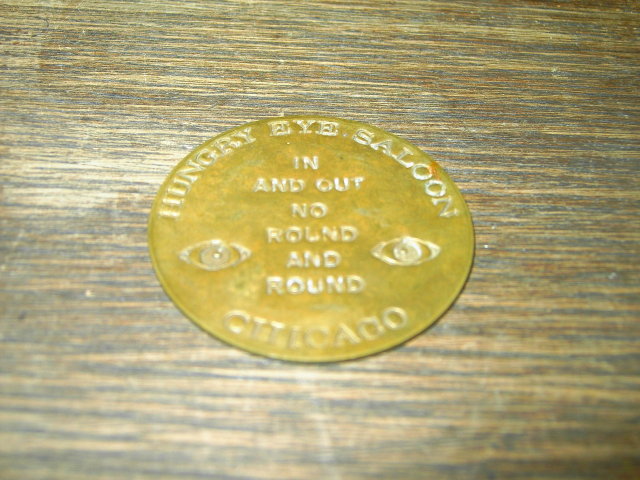 HUNGRY EYE SALOON
IN
AND OUT
NO
ROUND
AND
ROUND
CHICAGO